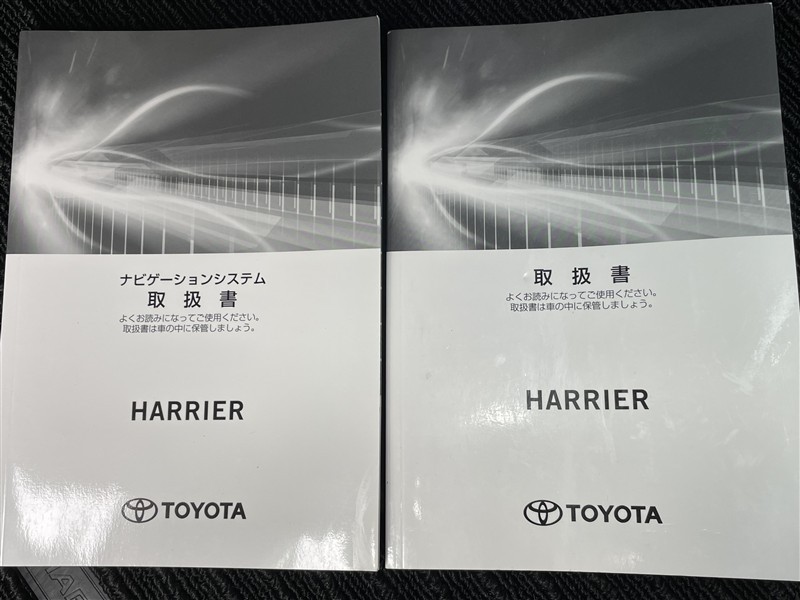 ナビゲーションシステム
取扱書
よくお読みになってご使用ください。
取扱書は車の中に保管しましょう。
HARRIER
TOYOTA
取扱書
よくお読みになってご使用ください。
取扱書は車の中に保管しましょう。
HARRIER
TOYOTA